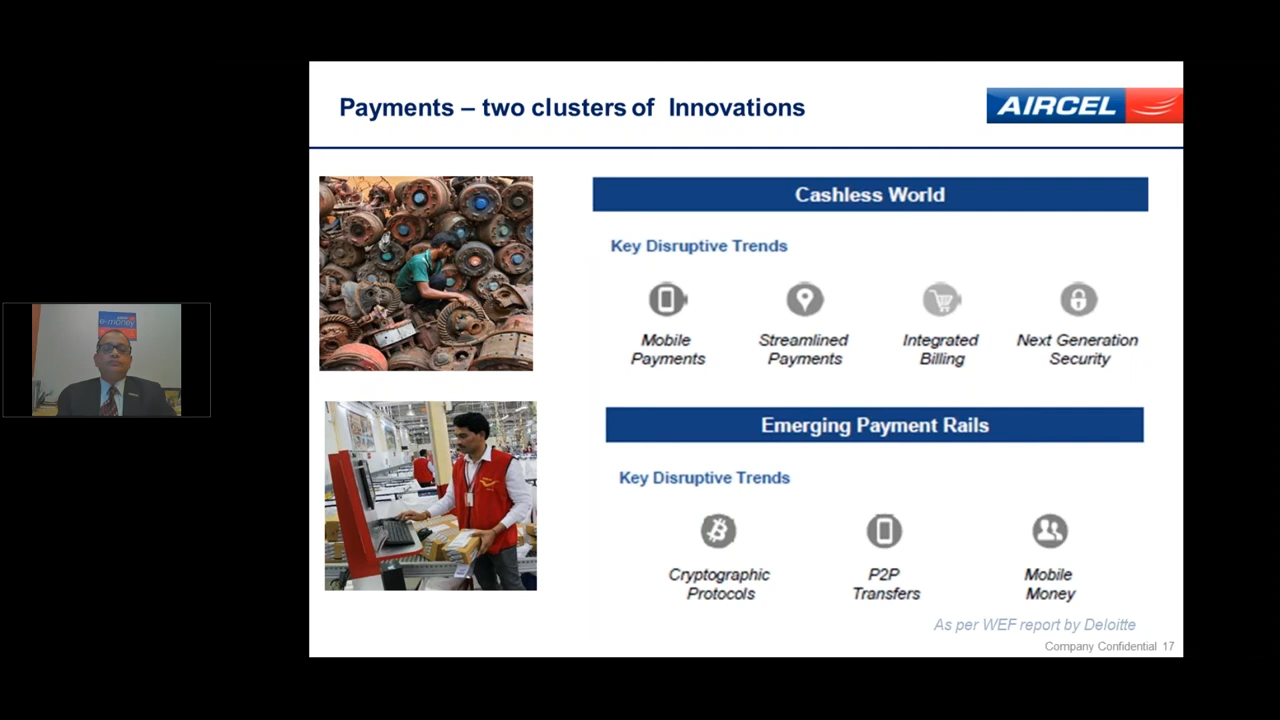 Payments – two clusters of Innovations
AIRCEL
Cashless World
Key Disruptive Trends
Mobile
Payments
Streamlined
Payments
Integrated
Billing
Next Generation
Security
Emerging Payment Rails
Key Disruptive Trends
Cryptographic
Protocols
P2P
Transfers
Mobile
Money
As per WEF report by Deloitte
Company Confidential 17
e-money